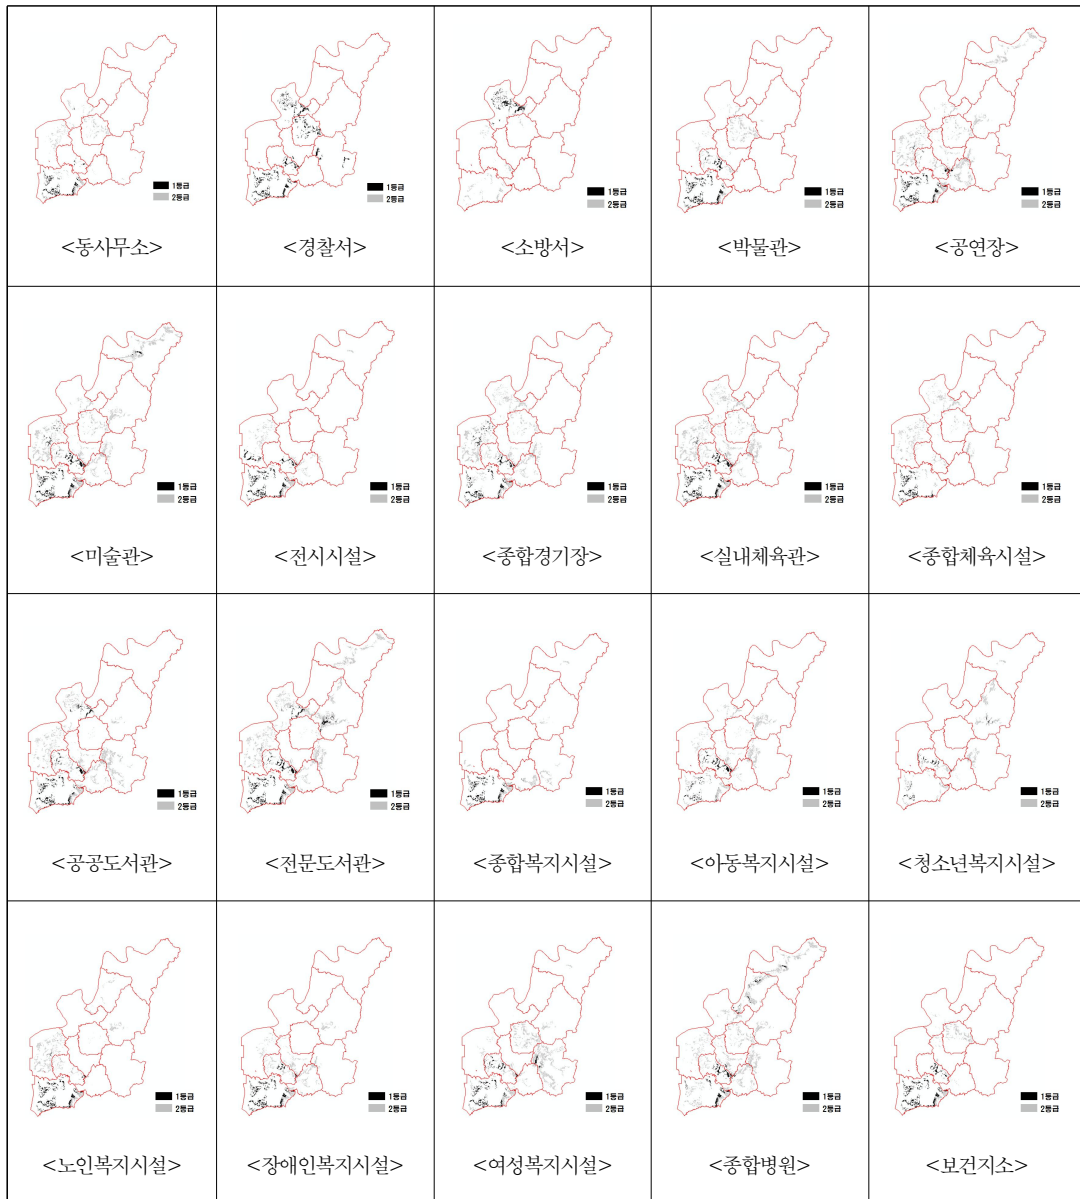 1등급
2등급
<동사무소>
1등급
2등급
<경찰서>
1등급
2등급
<소방서>
1등급
2등급
<박물관>
1등급
2등급
<공연장>
1등급
2등급
<미술관>
1등급
2등급
<전시시설>
1등급
2등급
<종합경기장>
1등급
2등급
<실내체육관>
1등급
2등급
<종합체육시설>
1등급
2등급
<공공도서관>
1등급
2등급
<전문도서관>
1등급
2등급
<종합복지시설>
1등급
2등급
<아동복지시설>
1등급
2등급
<청소년복지시설>
1등급
2등급
<노인복지시설>
1등급
2등급
<장애인복지시설>
1등급
2등급
<여성복지시설>
1등급
2등급
<종합병원>
1등급
2등급
<보건지소>